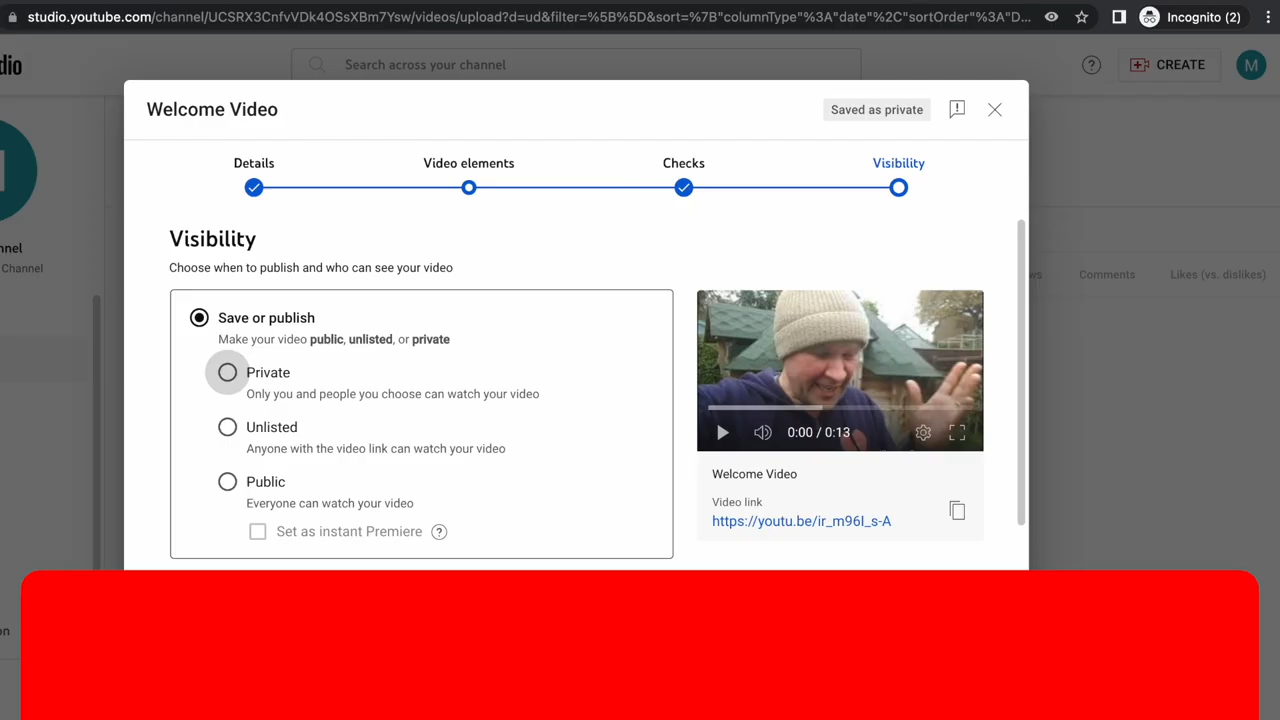 studio.youtube.com/channel/UCSRX3CnfvVDk4OSsXBm7Ysw/videos/upload?d=ud&filter=%5B%5D&sort=%7B"columnType"%3A"date"%2C"sortOrder"%3A"D...
Incognito (2)
dio
Search across your channel
CREATE
M
Welcome Video
Saved as private
Details
Video elements
Checks
Visibility
nnel
Channel
ws
Comments
Likes (vs. dislikes)
Visibility
Choose when to publish and who can see your video
Save or publish
Make your video public, unlisted, or private
Private
Only you and people you choose can watch your video
Unlisted
Anyone with the video link can watch your video
Public
Everyone can watch your video
Set as instant Premiere
0:00 / 0:13
Welcome Video
Video link
https://youtu.be/ir_m96I_s-A
on